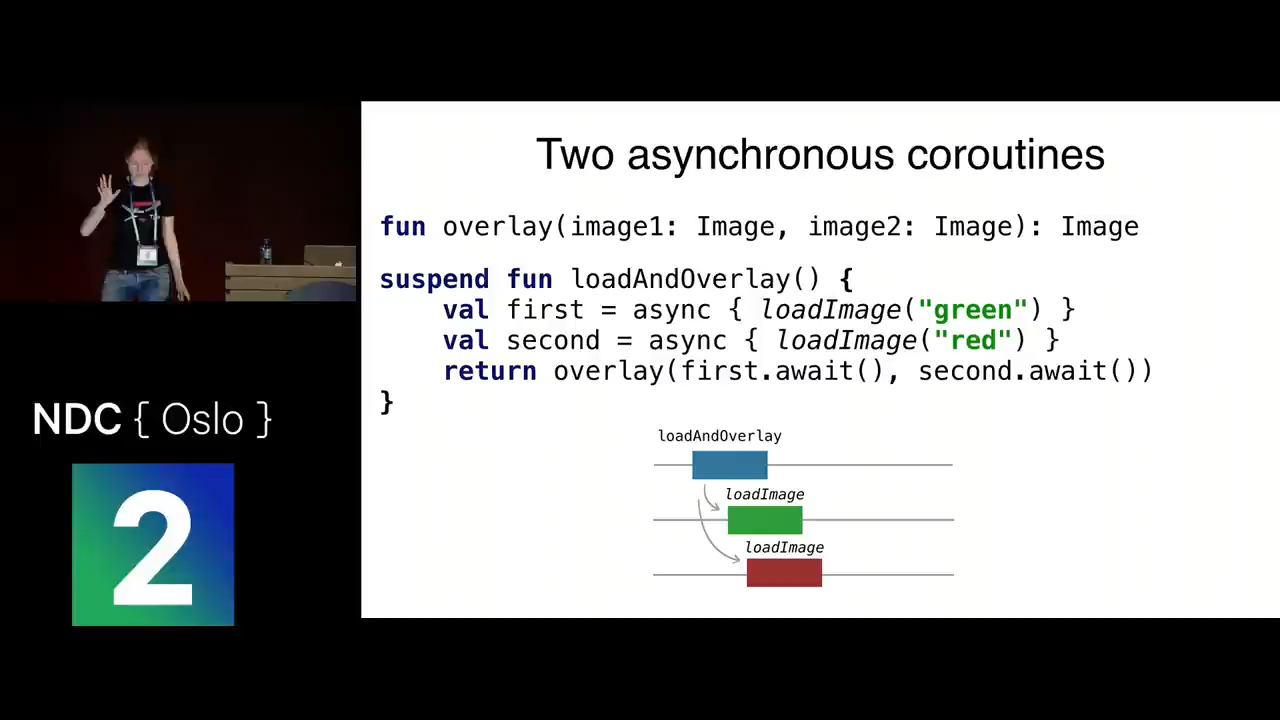 Two asynchronous coroutines
fun overlay(image1: Image, image2: Image): Image
suspend fun loadAndOverlay() {
val first = async { loadImage("green") }
val second = async { loadImage("red") }
return overlay(first.await(), second.await())
}
loadAndOverlay
loadImage
loadImage
NDC { Oslo }
2